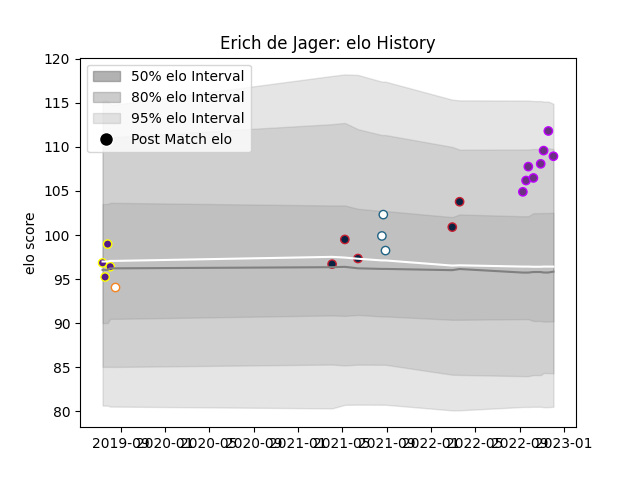 Erich de Jager: elo History
50% elo Interval
80% elo Interval
95% elo Interval
Post Match elo
elo score
120
115
110
105
100
95
90
85
80
2019-09 2020-01 2020-05 2020-09 2021-01 2021-05 2021-09 2022-01 2022-05 2022-09 2023-01